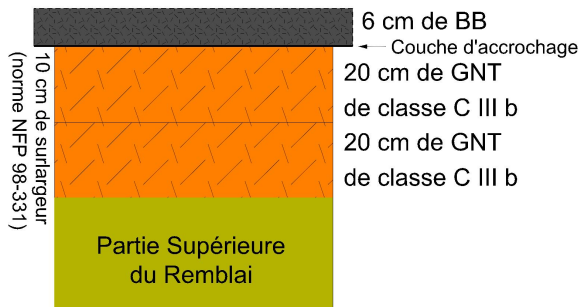 6 cm de BB
Couche d'accrochage
20 cm de GNT
de classe C III b
20 cm de GNT
de classe C III b
10 cm de surlargeur
(norme NFP 98-331)
Partie Supérieure
du Remblai